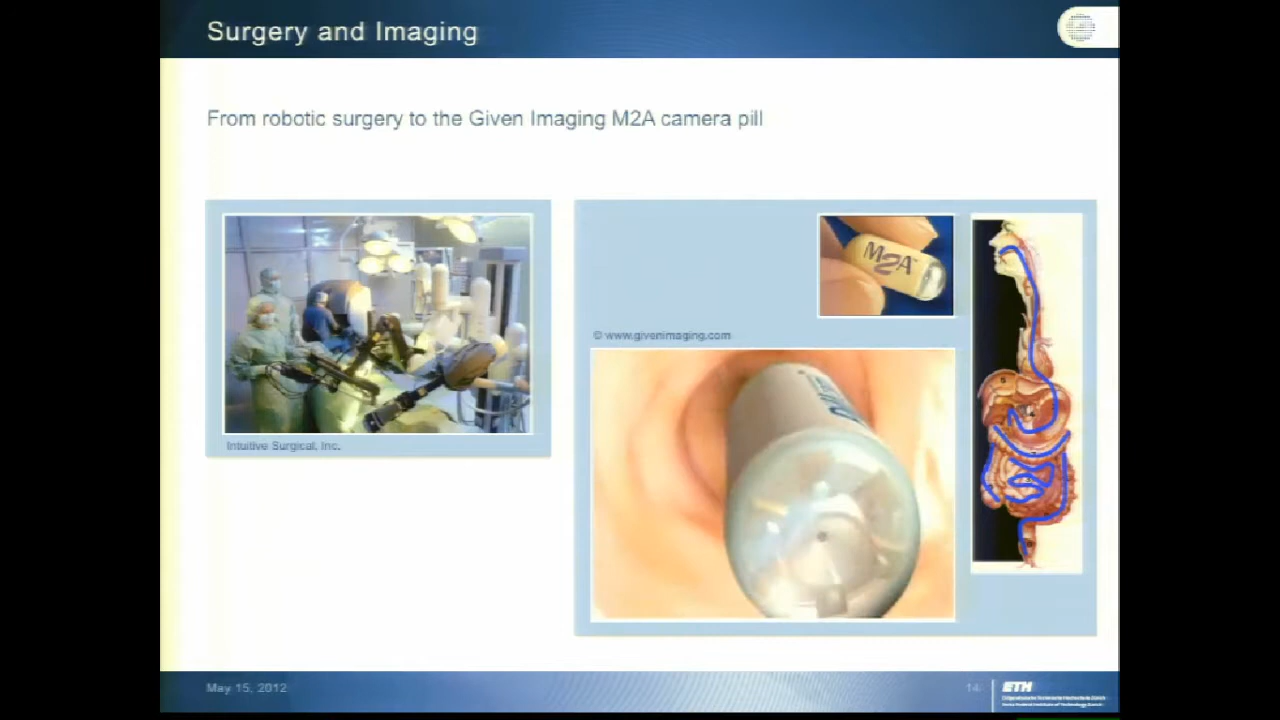 Surgery and Imaging
From robotic surgery to the Given Imaging M2A camera pill
M2A
© www.givenimaging.com
Intuitive Surgical, Inc.
May 15, 2012
14
ETH